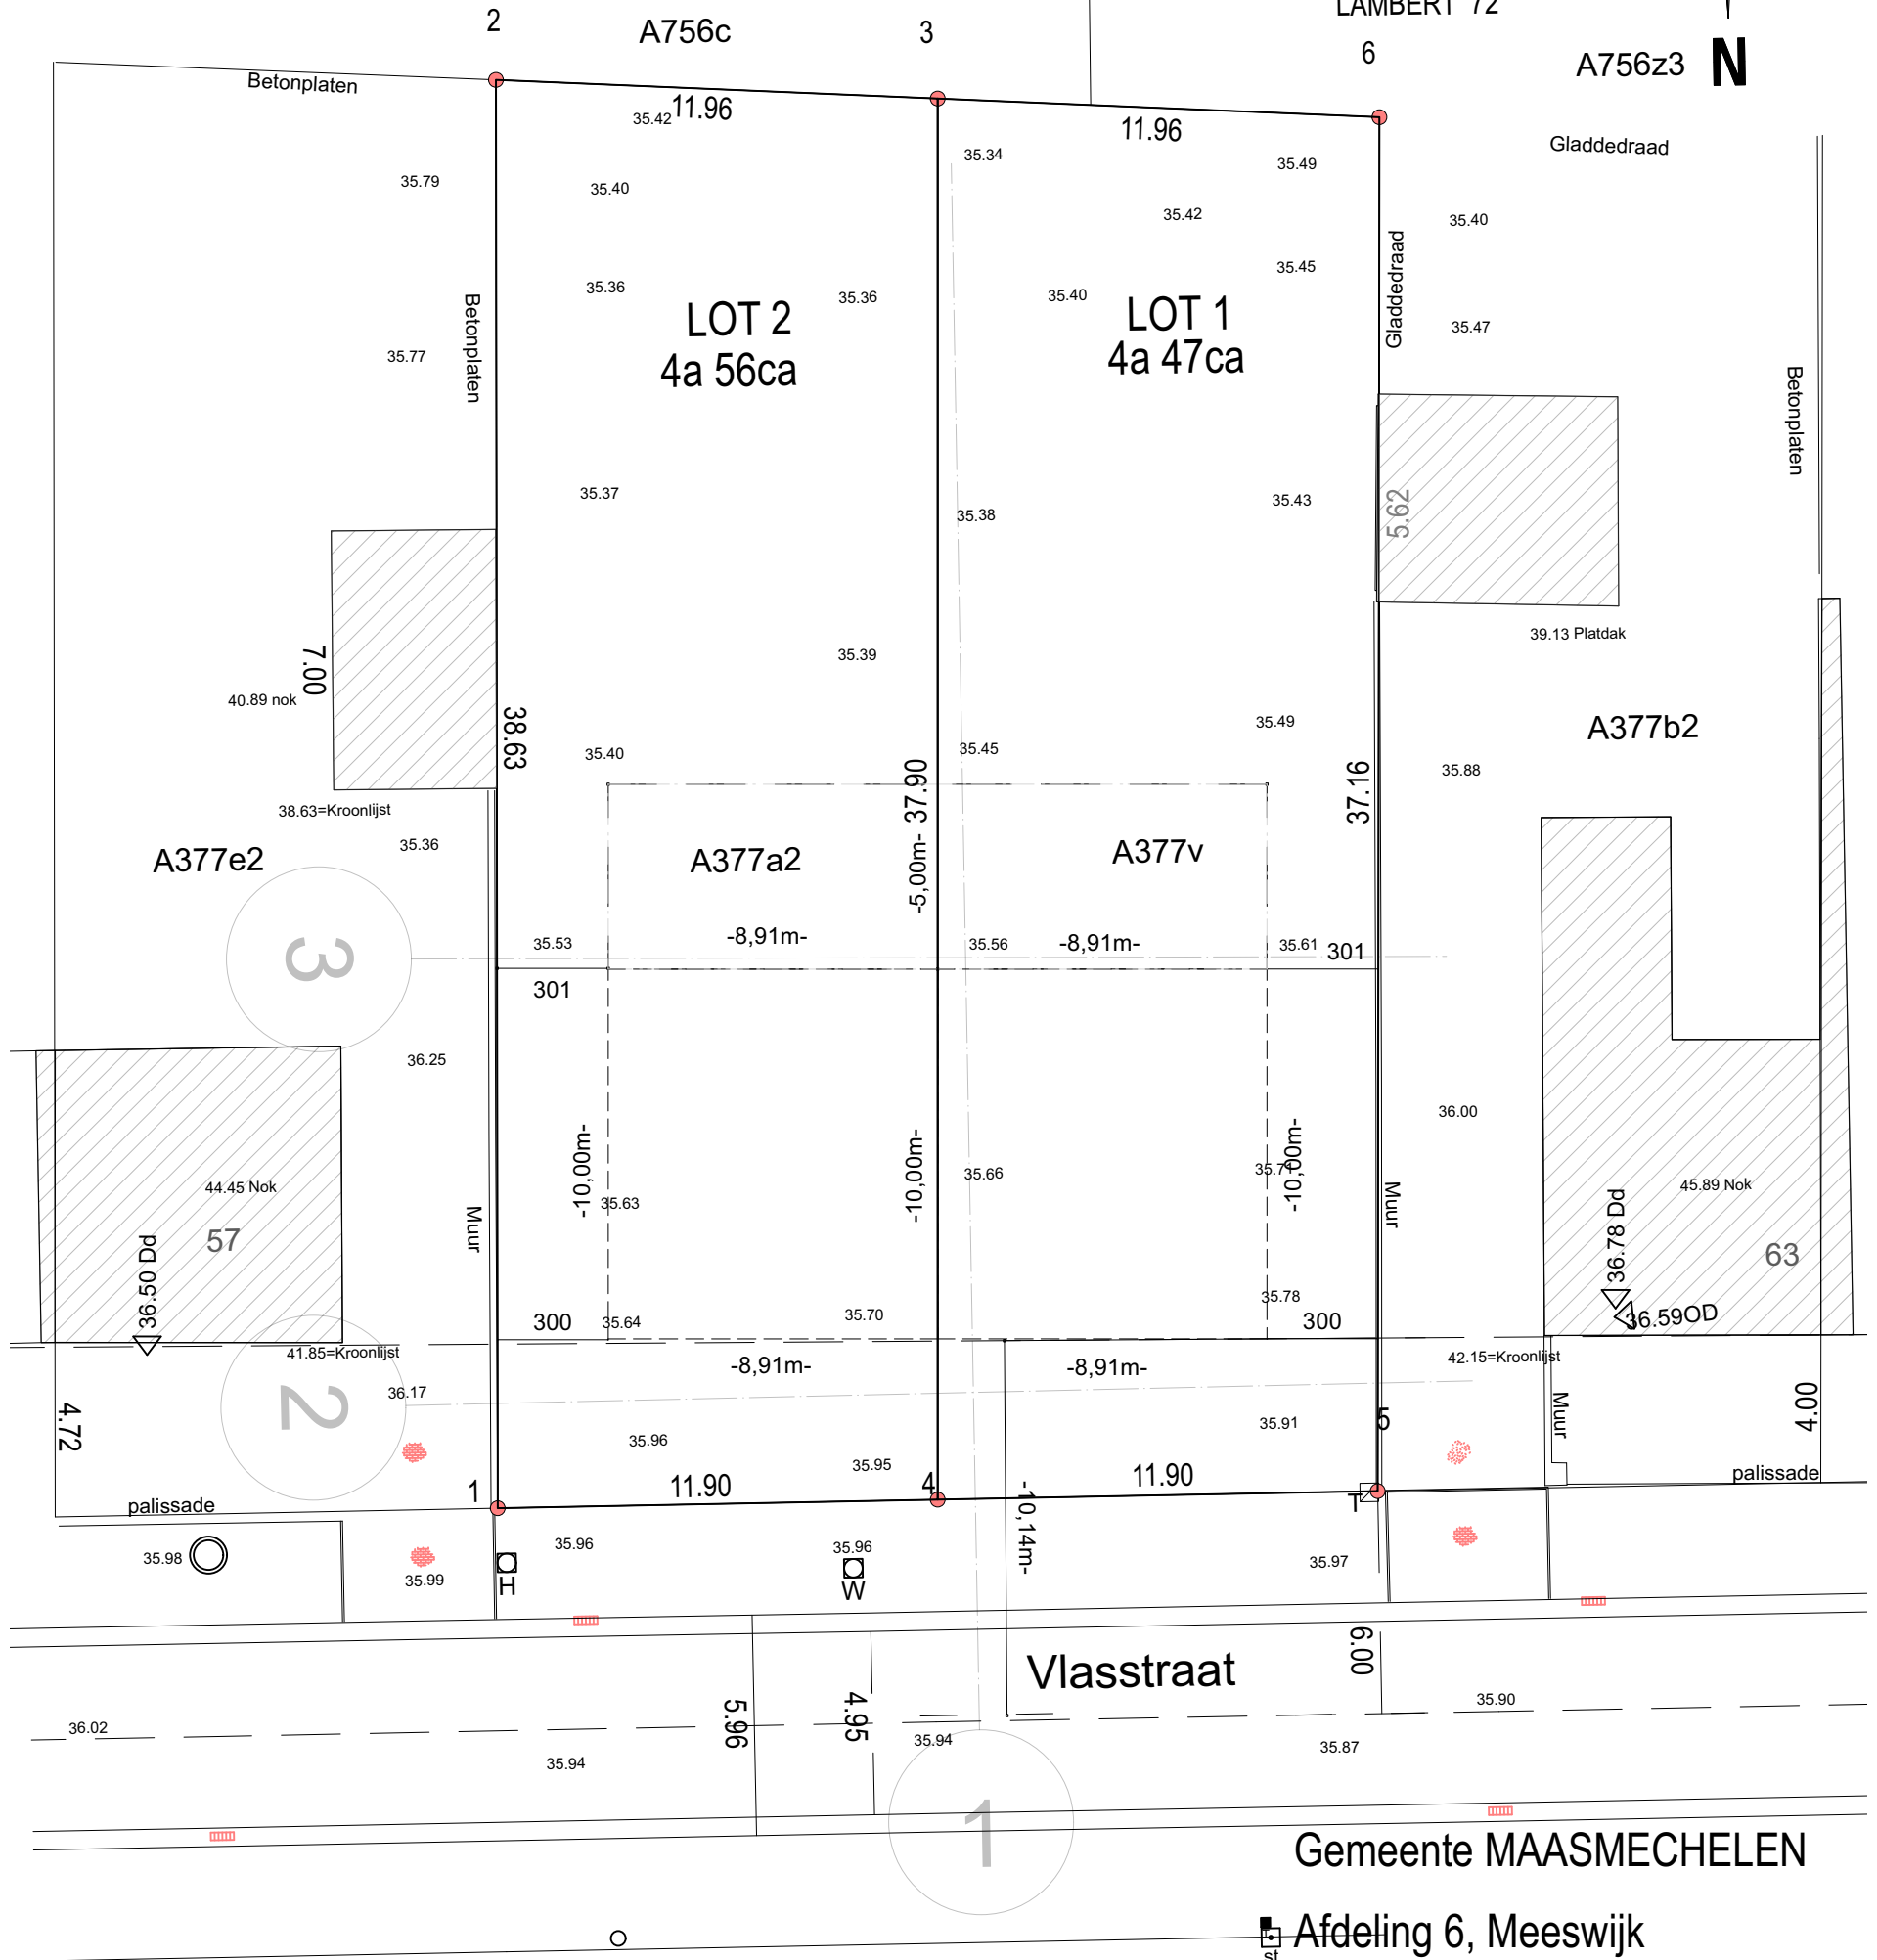 LAMBERT 72
2
A756c
3
6
A756z3
N
Betonplaten
11.96
35.42
11.96
Gladdedraad
35.34
35.49
35.79
35.40
35.42
35.40
Gladdedraad
35.45
35.36
35.36
35.40
LOT 2
4a 56ca
LOT 1
4a 47ca
35.47
Betonplaten
35.77
Betonplaten
35.37
35.38
35.43
5.62
39.13 Platdak
7.00
35.39
40.89 nok
38.63
35.40
35.45
35.49
A377b2
-5,00m- 37.90
37.16
35.88
38.63=Kroonlijst
35.36
A377e2
A377a2
A377v
3
35.53
-8,91m-
35.56
-8,91m-
35.61
301
301
36.25
36.00
-10,00m-
-10,00m-
-10,00m-
35.63
35.66
35.71
44.45 Nok
57
36.50 Dd
Muur
Muur
45.89 Nok
36.78 Dd
63
36.59OD
300
35.64
35.70
35.78
300
41.85=Kroonlijst
-8,91m-
-8,91m-
42.15=Kroonlijst
36.17
2
4.72
35.96
35.95
35.91
5
Muur
4.00
1
11.90
4
11.90
T
palissade
palissade
-10,14m-
35.98
35.99
35.96
H
35.96
W
35.97
Vlasstraat
6.00
5.96
4.95
36.02
35.94
35.94
35.87
35.90
1
Gemeente MAASMECHELEN
Afdeling 6, Meeswijk
st